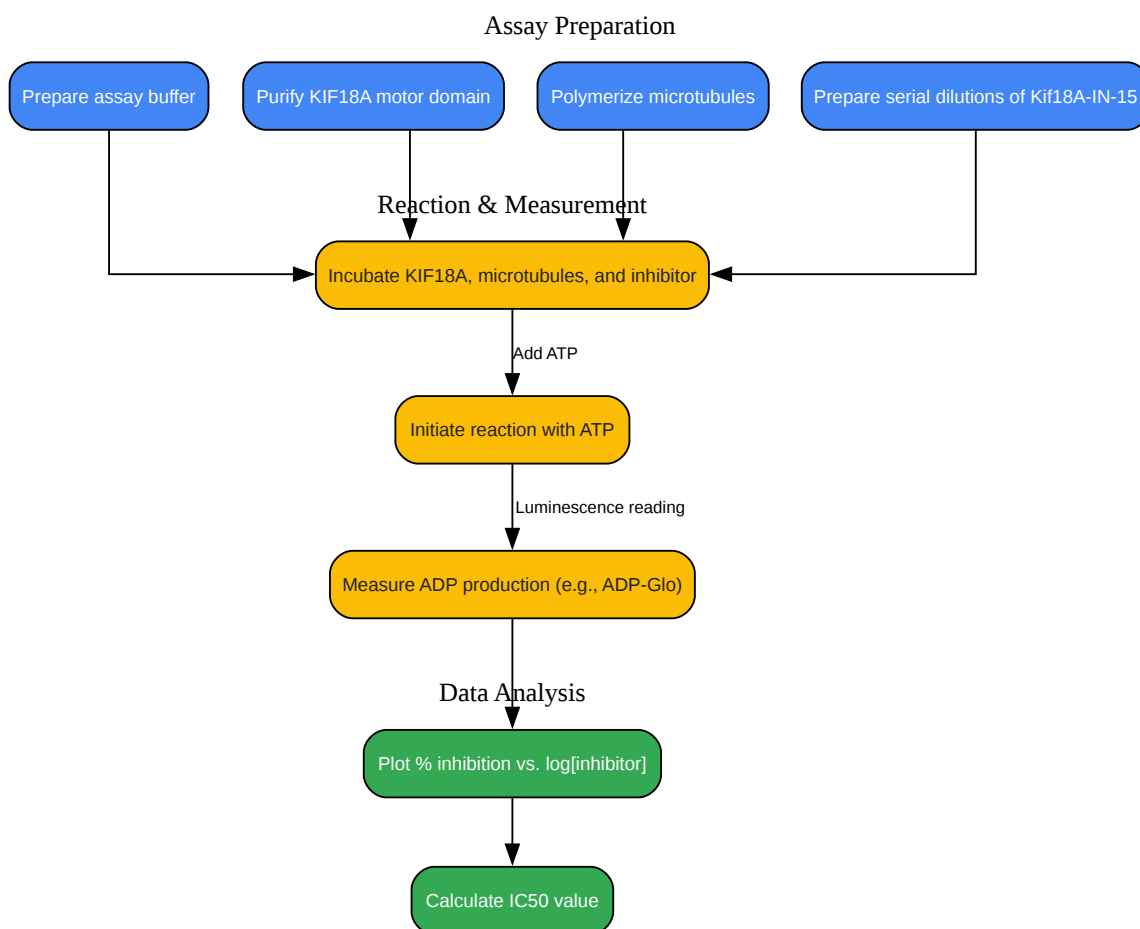 Assay Preparation
Prepare assay buffer
Purify KIF18A motor domain
Polymerize microtubules
Prepare serial dilutions of Kif18A-IN-15
Reaction & Measurement
Incubate KIF18A, microtubules, and inhibitor
Add ATP
Initiate reaction with ATP
Luminescence reading
Measure ADP production (e.g., ADP-Glo)
Data Analysis
Plot % inhibition vs. log[inhibitor]
Calculate IC50 value